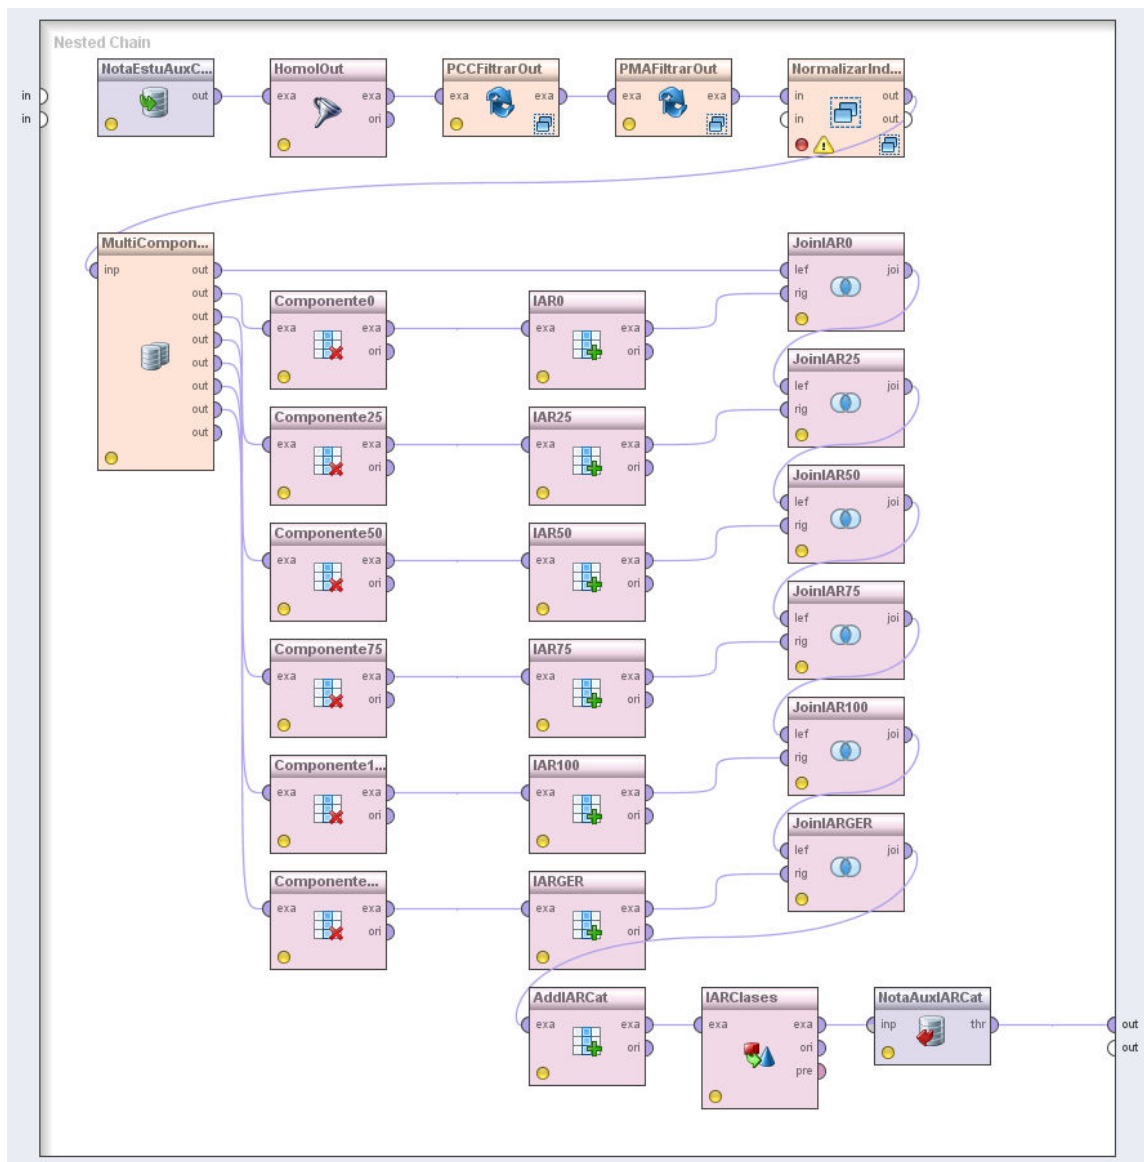 Nested Chain
NotaEstuAuxC... HomolOut PCCFiltrarOut PMAFiltrarOut NormalizarInd...
in out exa exa exa exa exa exa in out
in ori in out
MultiCompon... JoinIAR0
inp out lef joi
out Componente0 IAR0 rig
out exa exa exa exa
out ori ori JoinIAR25
out lef joi
out Componente25 IAR25 rig
out exa exa exa exa
out ori ori JoinIAR50
lef joi
Componente50 IAR50 rig
exa exa exa exa
ori ori JoinIAR75
lef joi
Componente75 IAR75 rig
exa exa exa exa
ori ori JoinIAR100
lef joi
Componente1... IAR100 rig
exa exa exa exa
ori ori JoinIARGER
lef joi
Componente... IARGER rig
exa exa exa exa
ori ori
AddIARCat IARClases NotaAuxIARCat
exa exa exa exa inp thr out
ori ori out
pre